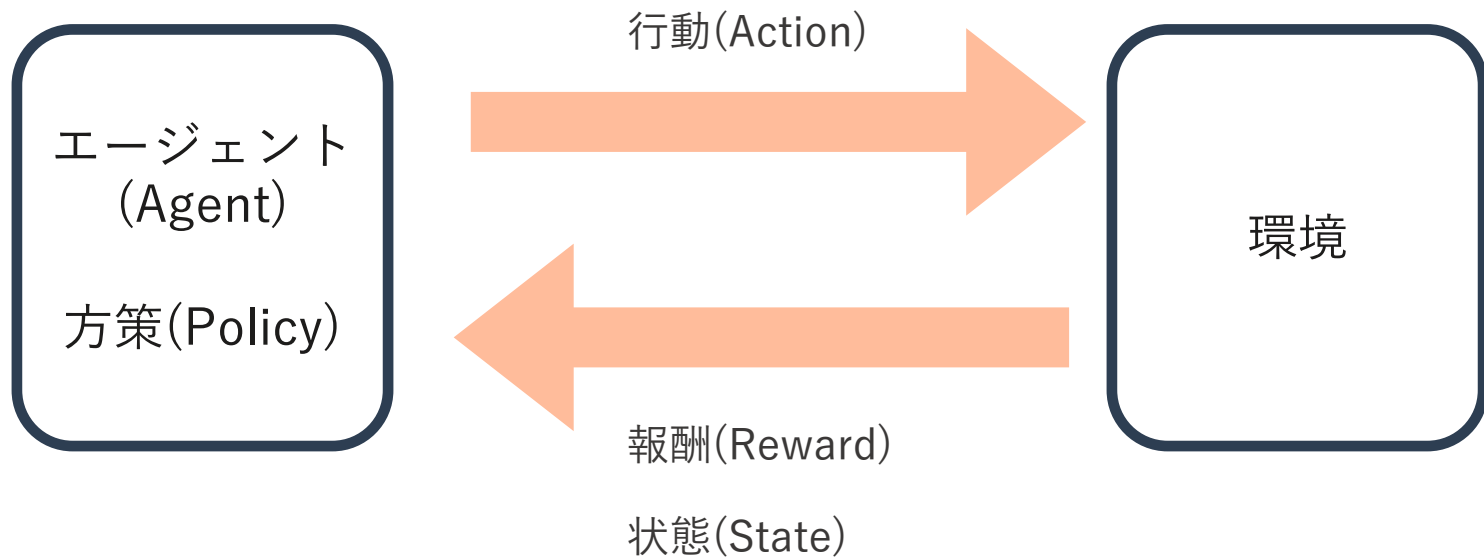 行動(Action)
エージェント
(Agent)
方策(Policy)
環境
報酬(Reward)
状態(State)